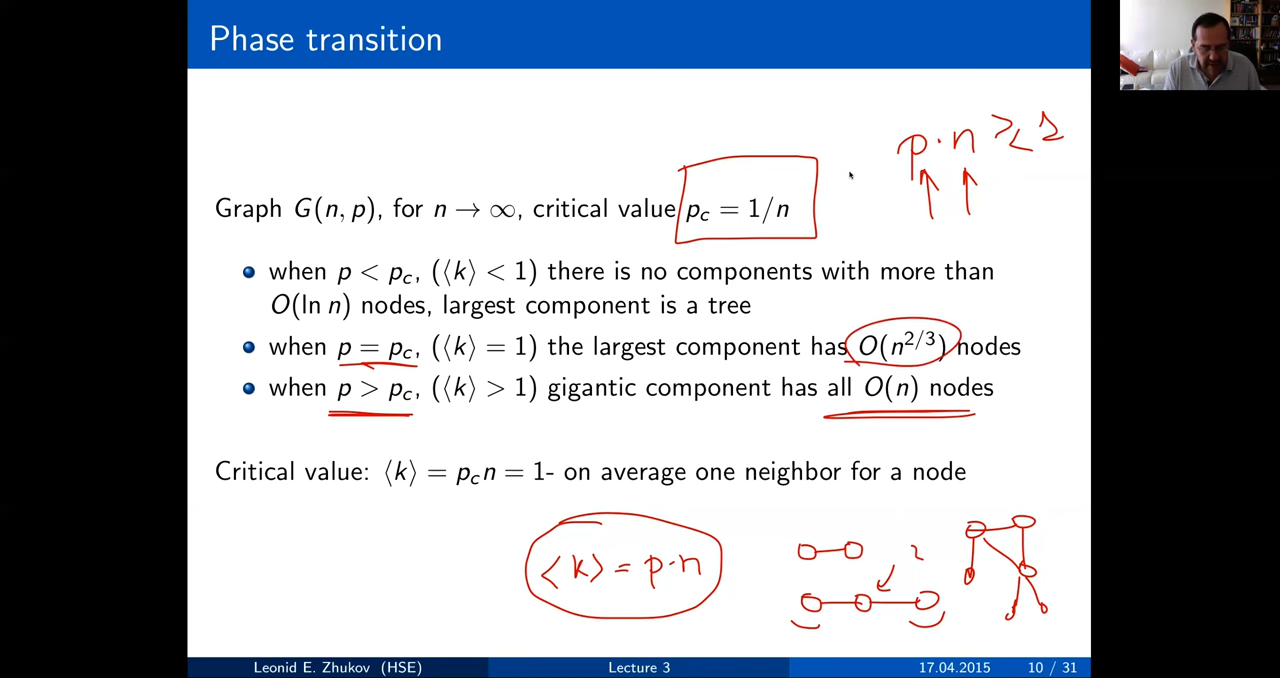 Phase transition
p · n ≷ 1
Graph G(n, p), for n → ∞, critical value p_c = 1/n
when p < p_c, (⟨k⟩ < 1) there is no components with more than
O(ln n) nodes, largest component is a tree
when p = p_c, (⟨k⟩ = 1) the largest component has O(n^{2/3}) nodes
when p > p_c, (⟨k⟩ > 1) gigantic component has all O(n) nodes
Critical value: ⟨k⟩ = p_c n = 1- on average one neighbor for a node
⟨k⟩ = p·n
2
Leonid E. Zhukov (HSE) Lecture 3 17.04.2015 10 / 31